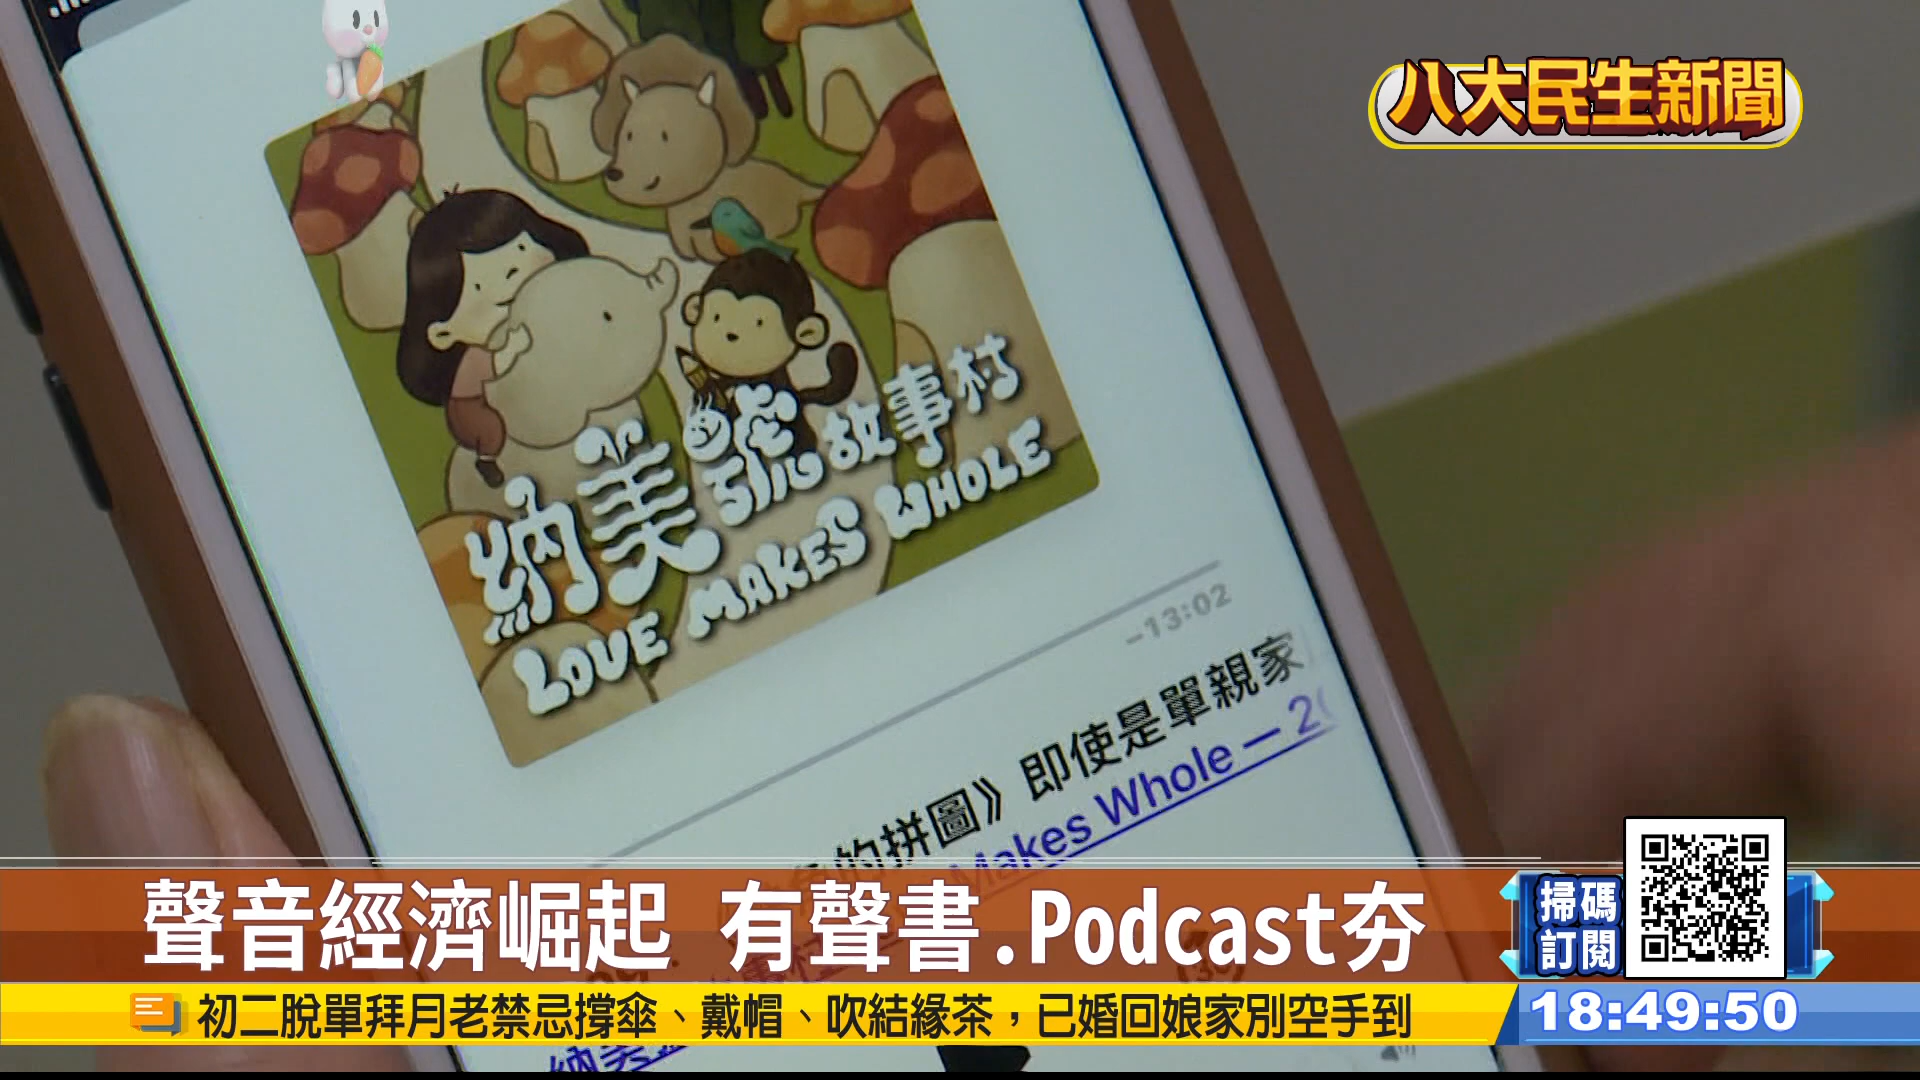 八大民生新聞
納美號故事村
LOVE MAKES WHOLE
-13:02
的拼圖》即使是單親家
Makes Whole — 2
聲音經濟崛起 有聲書.Podcast夯
掃碼
訂閱
初二脫單拜月老禁忌撐傘、戴帽、吹結緣茶，已婚回娘家別空手到
18:49:50
納美